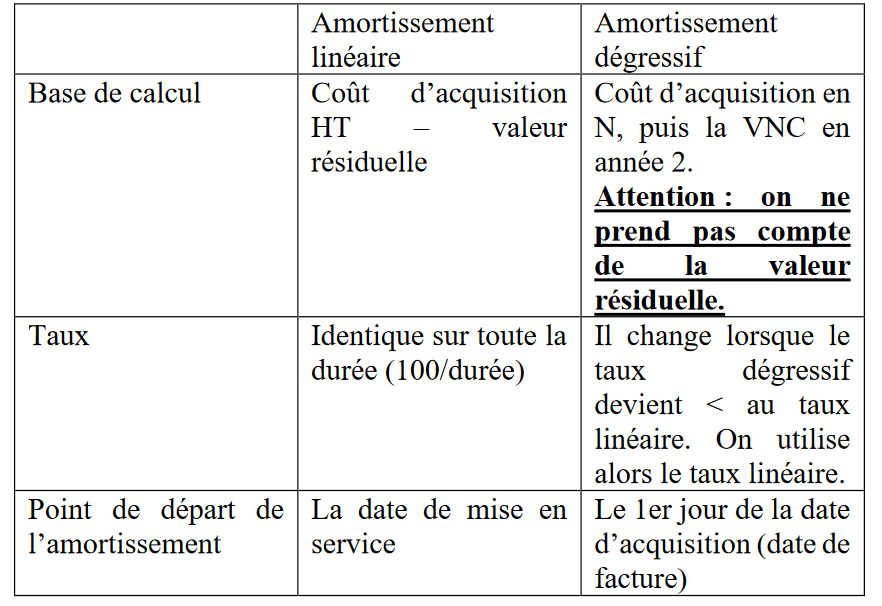 Amortissement
linéaire
Amortissement
dégressif
Base de calcul
Coût d’acquisition
HT – valeur
résiduelle
Coût d’acquisition en
N, puis la VNC en
année 2.
Attention : on ne
prend pas compte
de la valeur
résiduelle.
Taux
Identique sur toute la
durée (100/durée)
Il change lorsque le
taux dégressif
devient < au taux
linéaire. On utilise
alors le taux linéaire.
Point de départ de
l’amortissement
La date de mise en
service
Le 1er jour de la date
d’acquisition (date de
facture)